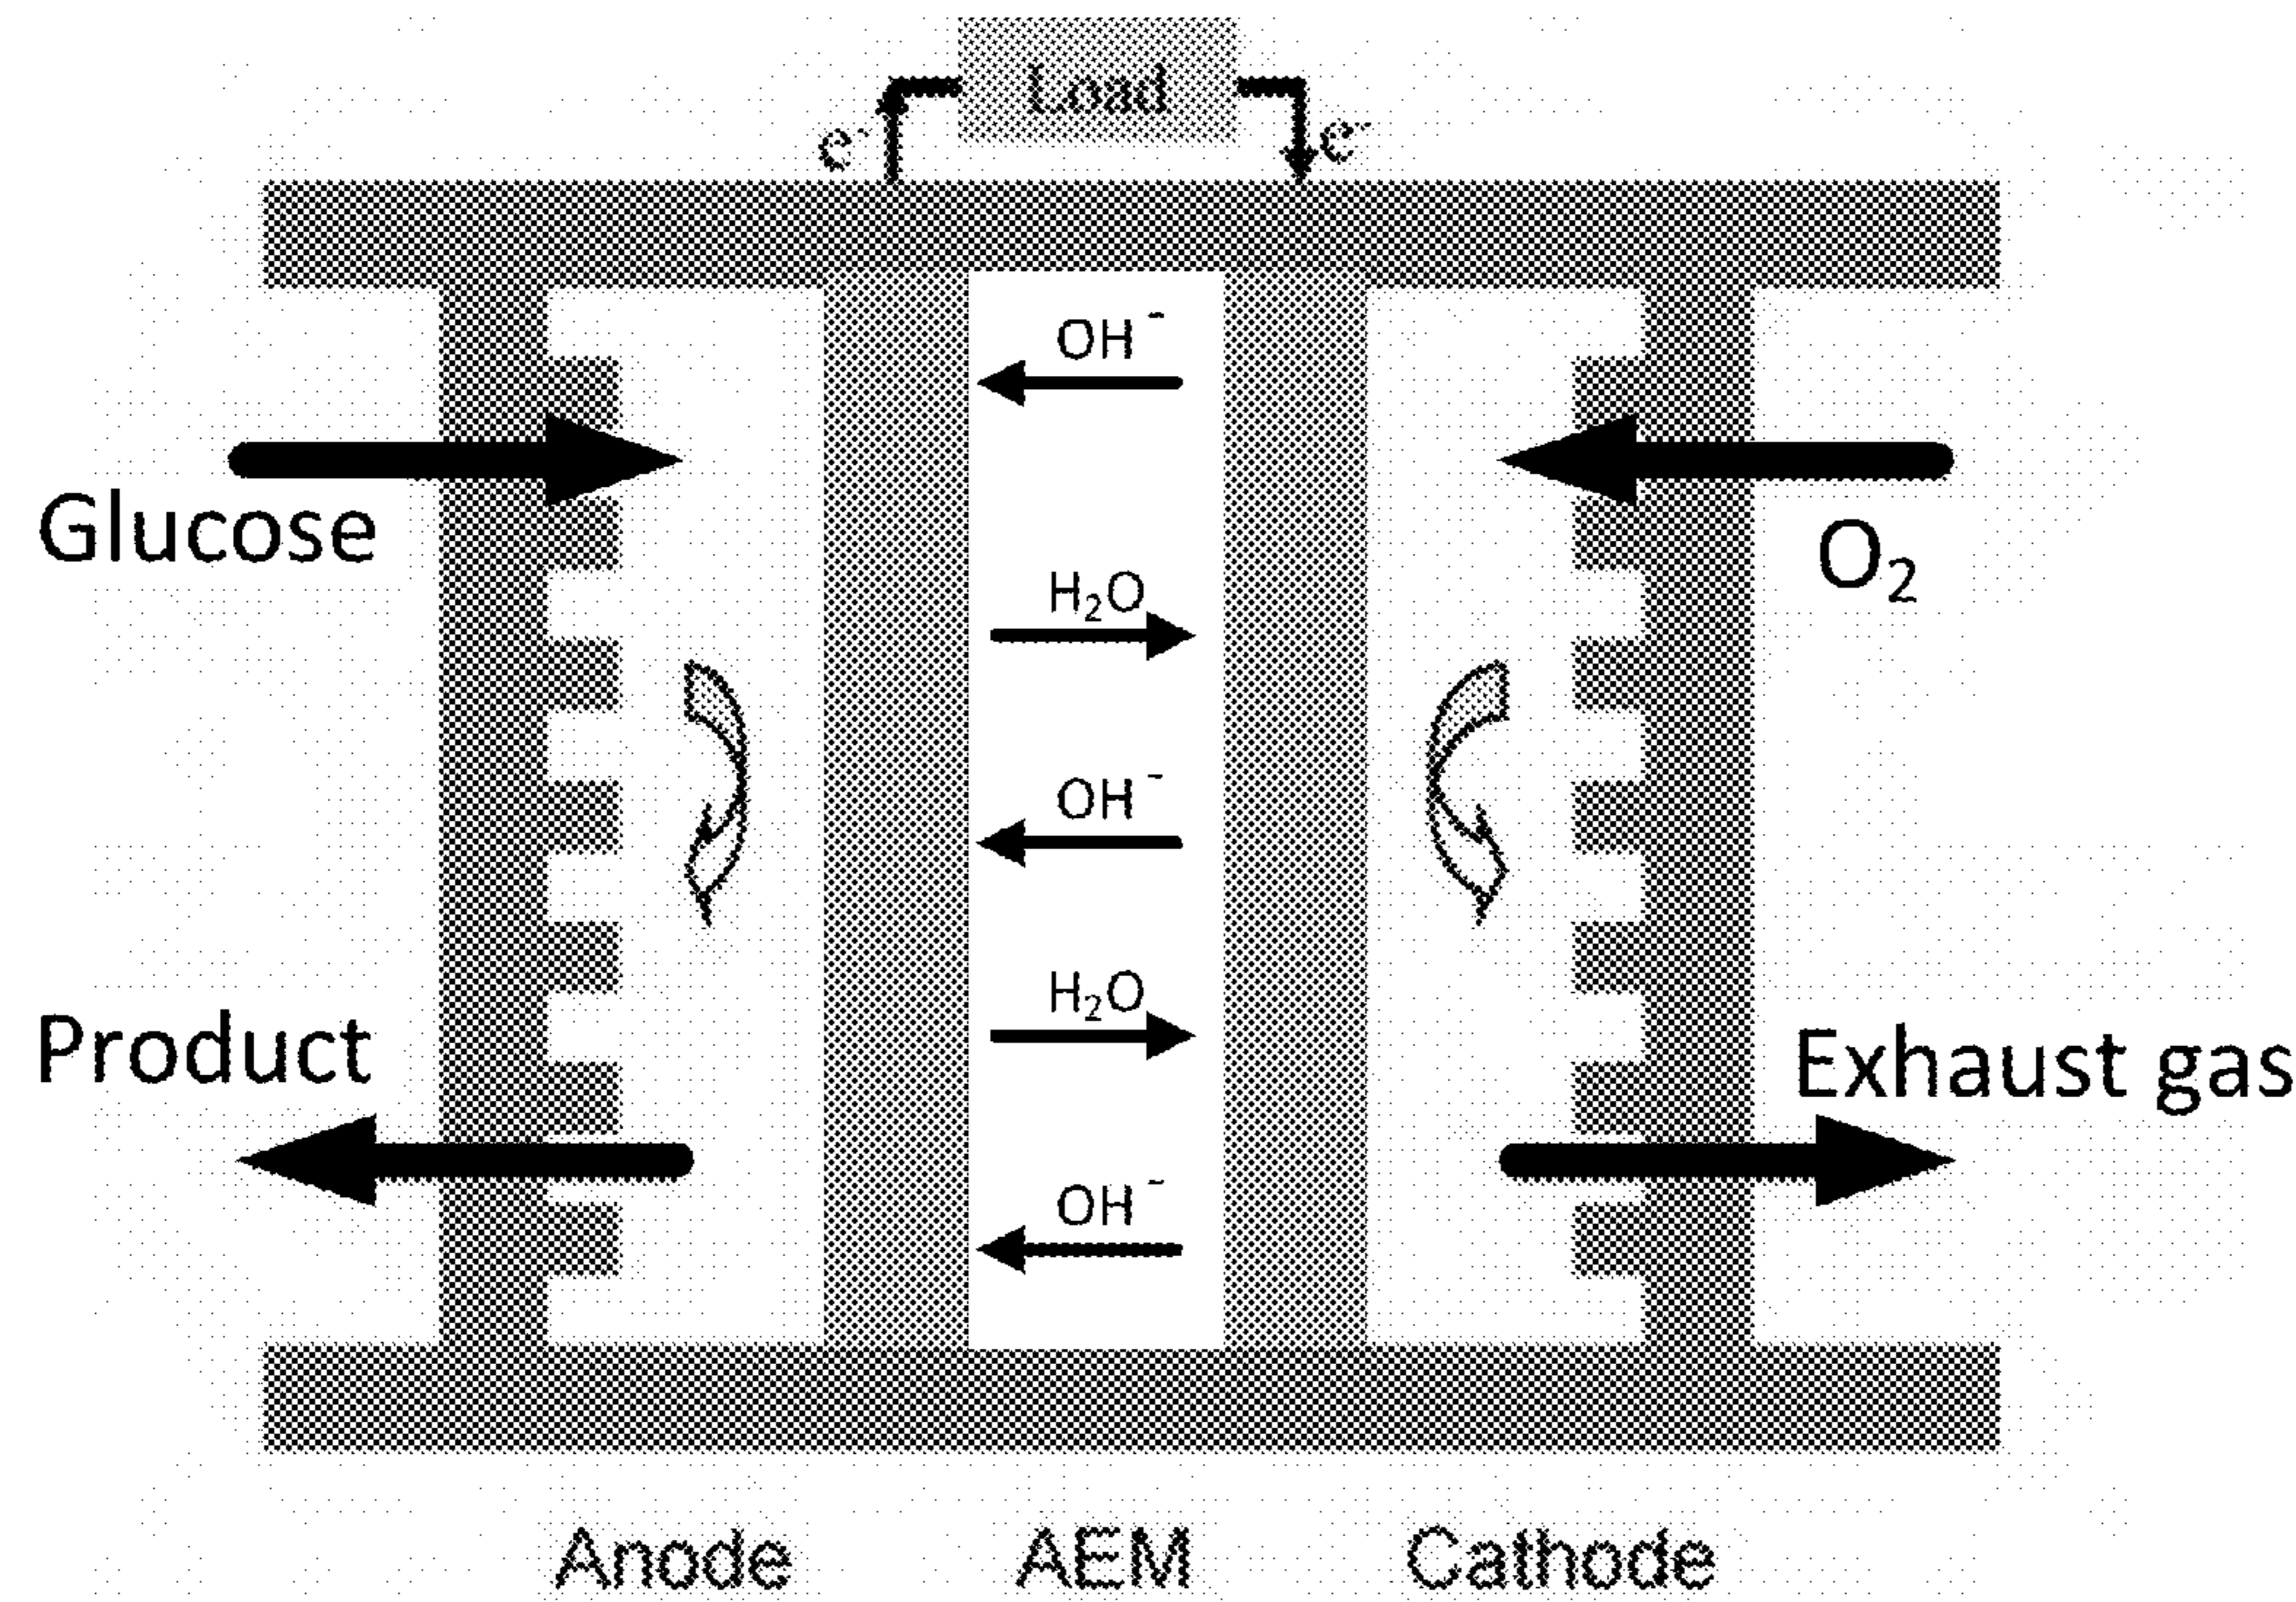 Load
e-
e-
OH-
Glucose
O2
H2O
OH-
H2O
Product
Exhaust gas
OH-
Anode
AEM
Cathode